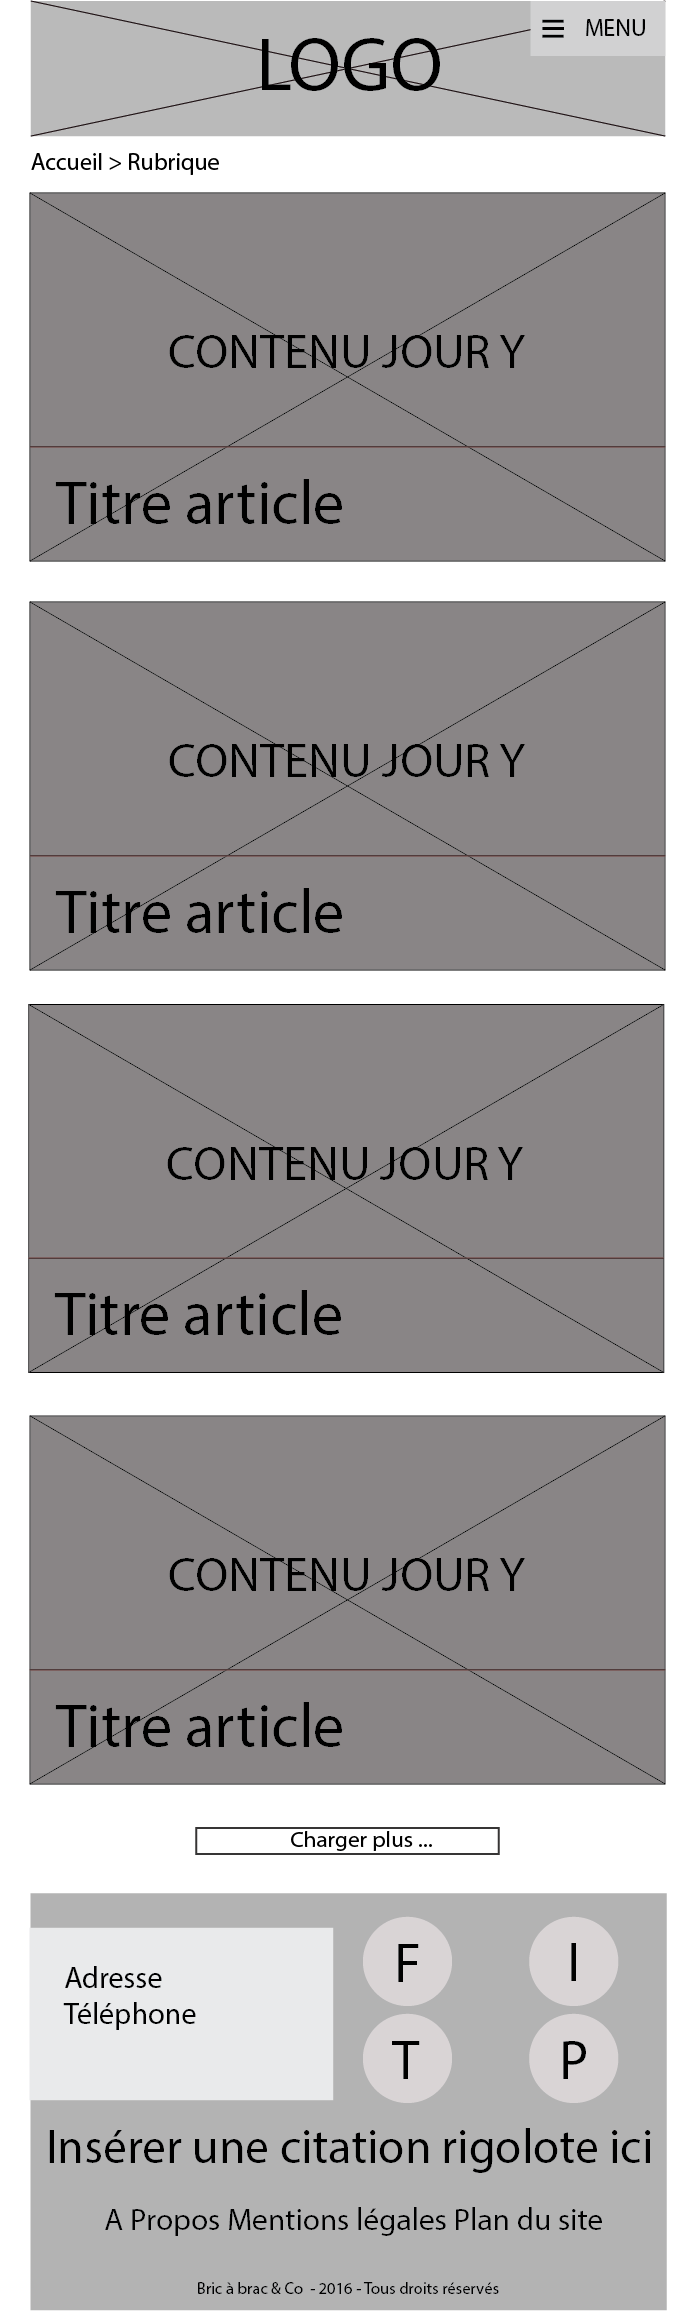 LOGO
≡ MENU
Accueil > Rubrique
CONTENU JOUR Y
Titre article
CONTENU JOUR Y
Titre article
CONTENU JOUR Y
Titre article
CONTENU JOUR Y
Titre article
Charger plus ...
Adresse
Téléphone
F I
T P
Insérer une citation rigolote ici
A Propos Mentions légales Plan du site
Bric à brac & Co - 2016 - Tous droits réservés